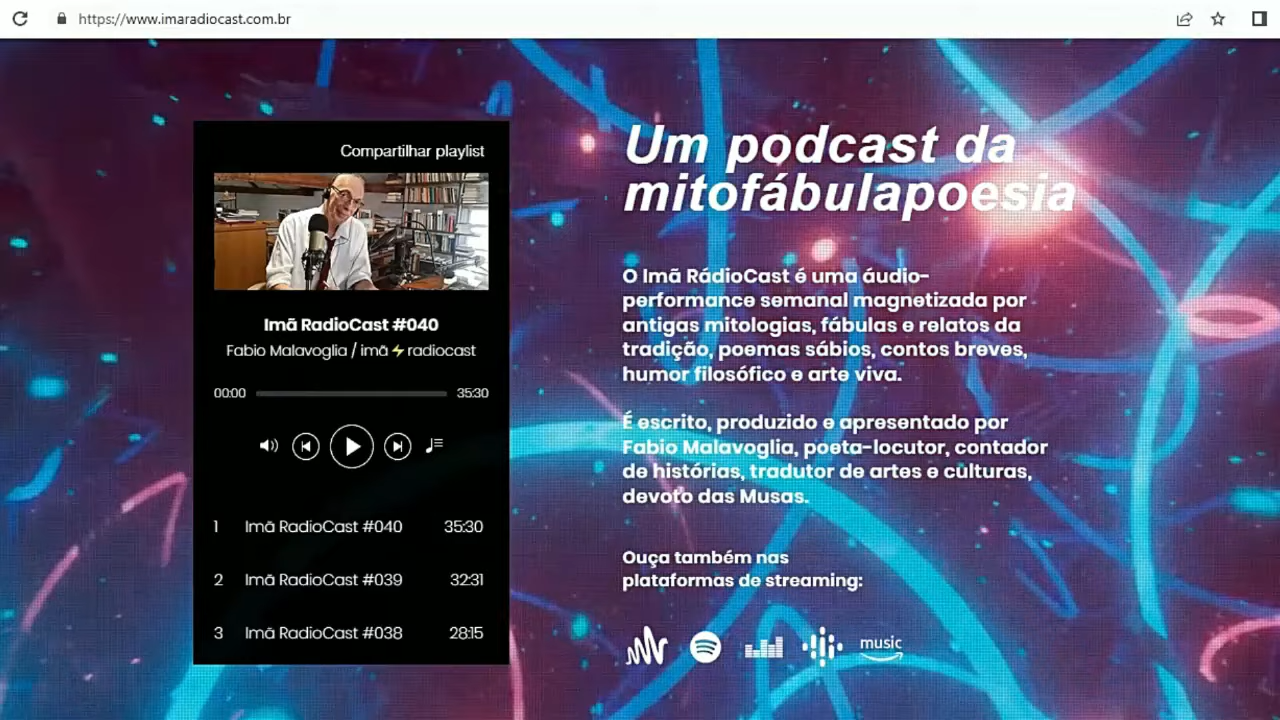 https://www.imaradiocast.com.br
Compartilhar playlist
Imã RadioCast #040
Fabio Malavoglia / imã⚡radiocast
00:00
35:30
1 Imã RadioCast #040 35:30
2 Imã RadioCast #039 32:31
3 Imã RadioCast #038 28:15
Um podcast da
mitofábulapoesia
O Imã RádioCast é uma áudio-
performance semanal magnetizada por
antigas mitologias, fábulas e relatos da
tradição, poemas sábios, contos breves,
humor filosófico e arte viva.
É escrito, produzido e apresentado por
Fabio Malavoglia, poeta-locutor, contador
de histórias, tradutor de artes e culturas,
devoto das Musas.
Ouça também nas
plataformas de streaming:
music